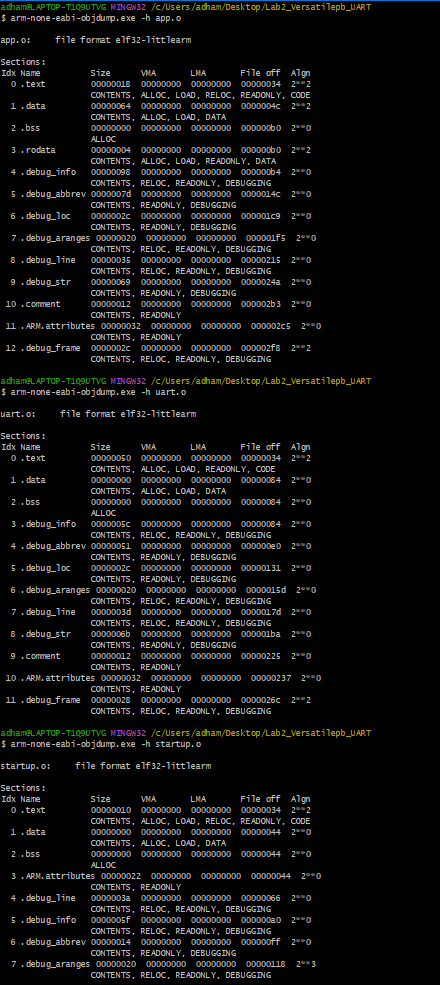 adham@LAPTOP-T1Q9UTVG MINGW32 /c/Users/adham/Desktop/Lab2_Versatilepb_UART
$ arm-none-eabi-objdump.exe -h app.o

app.o:     file format elf32-littlearm

Sections:
Idx Name          Size      VMA       LMA       File off  Algn
  0 .text         00000018  00000000  00000000  00000034  2**2
                  CONTENTS, ALLOC, LOAD, RELOC, READONLY, CODE
  1 .data         00000064  00000000  00000000  0000004c  2**2
                  CONTENTS, ALLOC, LOAD, DATA
  2 .bss          00000000  00000000  00000000  000000b0  2**0
                  ALLOC
  3 .rodata       00000004  00000000  00000000  000000b0  2**2
                  CONTENTS, ALLOC, LOAD, READONLY, DATA
  4 .debug_info   00000098  00000000  00000000  000000b4  2**0
                  CONTENTS, RELOC, READONLY, DEBUGGING
  5 .debug_abbrev 0000007d  00000000  00000000  0000014c  2**0
                  CONTENTS, READONLY, DEBUGGING
  6 .debug_loc    0000002c  00000000  00000000  000001c9  2**0
                  CONTENTS, READONLY, DEBUGGING
  7 .debug_aranges 00000020  00000000  00000000  000001f5  2**0
                  CONTENTS, RELOC, READONLY, DEBUGGING
  8 .debug_line   00000035  00000000  00000000  00000215  2**0
                  CONTENTS, RELOC, READONLY, DEBUGGING
  9 .debug_str    00000069  00000000  00000000  0000024a  2**0
                  CONTENTS, READONLY, DEBUGGING
 10 .comment      00000012  00000000  00000000  000002b3  2**0
                  CONTENTS, READONLY
 11 .ARM.attributes 00000032  00000000  00000000  000002c5  2**0
                  CONTENTS, READONLY
 12 .debug_frame  0000002c  00000000  00000000  000002f8  2**2
                  CONTENTS, RELOC, READONLY, DEBUGGING

adham@LAPTOP-T1Q9UTVG MINGW32 /c/Users/adham/Desktop/Lab2_Versatilepb_UART
$ arm-none-eabi-objdump.exe -h uart.o

uart.o:     file format elf32-littlearm

Sections:
Idx Name          Size      VMA       LMA       File off  Algn
  0 .text         00000050  00000000  00000000  00000034  2**2
                  CONTENTS, ALLOC, LOAD, READONLY, CODE
  1 .data         00000000  00000000  00000000  00000084  2**0
                  CONTENTS, ALLOC, LOAD, DATA
  2 .bss          00000000  00000000  00000000  00000084  2**0
                  ALLOC
  3 .debug_info   0000005c  00000000  00000000  00000084  2**0
                  CONTENTS, RELOC, READONLY, DEBUGGING
  4 .debug_abbrev 00000051  00000000  00000000  000000e0  2**0
                  CONTENTS, READONLY, DEBUGGING
  5 .debug_loc    0000002c  00000000  00000000  00000131  2**0
                  CONTENTS, READONLY, DEBUGGING
  6 .debug_aranges 00000020  00000000  00000000  0000015d  2**0
                  CONTENTS, RELOC, READONLY, DEBUGGING
  7 .debug_line   0000003d  00000000  00000000  0000017d  2**0
                  CONTENTS, RELOC, READONLY, DEBUGGING
  8 .debug_str    0000006b  00000000  00000000  000001ba  2**0
                  CONTENTS, READONLY, DEBUGGING
  9 .comment      00000012  00000000  00000000  00000225  2**0
                  CONTENTS, READONLY
 10 .ARM.attributes 00000032  00000000  00000000  00000237  2**0
                  CONTENTS, READONLY
 11 .debug_frame  00000028  00000000  00000000  0000026c  2**2
                  CONTENTS, RELOC, READONLY, DEBUGGING

adham@LAPTOP-T1Q9UTVG MINGW32 /c/Users/adham/Desktop/Lab2_Versatilepb_UART
$ arm-none-eabi-objdump.exe -h startup.o

startup.o:     file format elf32-littlearm

Sections:
Idx Name          Size      VMA       LMA       File off  Algn
  0 .text         00000010  00000000  00000000  00000034  2**2
                  CONTENTS, ALLOC, LOAD, RELOC, READONLY, CODE
  1 .data         00000000  00000000  00000000  00000044  2**0
                  CONTENTS, ALLOC, LOAD, DATA
  2 .bss          00000000  00000000  00000000  00000044  2**0
                  ALLOC
  3 .ARM.attributes 00000022  00000000  00000000  00000044  2**0
                  CONTENTS, READONLY
  4 .debug_line   0000003a  00000000  00000000  00000066  2**0
                  CONTENTS, RELOC, READONLY, DEBUGGING
  5 .debug_info   0000005f  00000000  00000000  000000a0  2**0
                  CONTENTS, RELOC, READONLY, DEBUGGING
  6 .debug_abbrev 00000014  00000000  00000000  000000ff  2**0
                  CONTENTS, READONLY, DEBUGGING
  7 .debug_aranges 00000020  00000000  00000000  00000118  2**3
                  CONTENTS, RELOC, READONLY, DEBUGGING